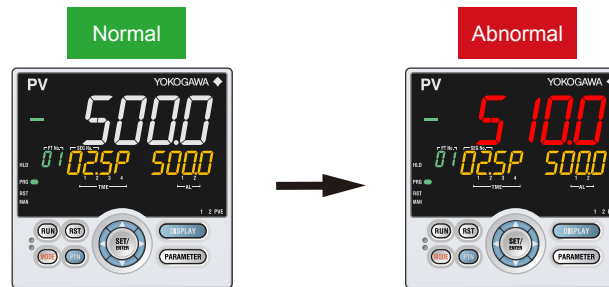 Normal
Abnormal
PV YOKOGAWA
500.0
PT No. SEG No.
01 02.SP 500.0
HLD
1 2 3 4 1 2
PRG TME AL
RST
MAN
1 2 PVE
RUN RST DISPLAY
SET/
ENTER
MODE PTN PARAMETER
PV YOKOGAWA
510.0
PT No. SEG No.
01 02.SP 500.0
HLD
1 2 3 4 1 2
PRG TME AL
RST
MAN
RUN RST DISPLAY
SET/
ENTER
MODE PTN PARAMETER